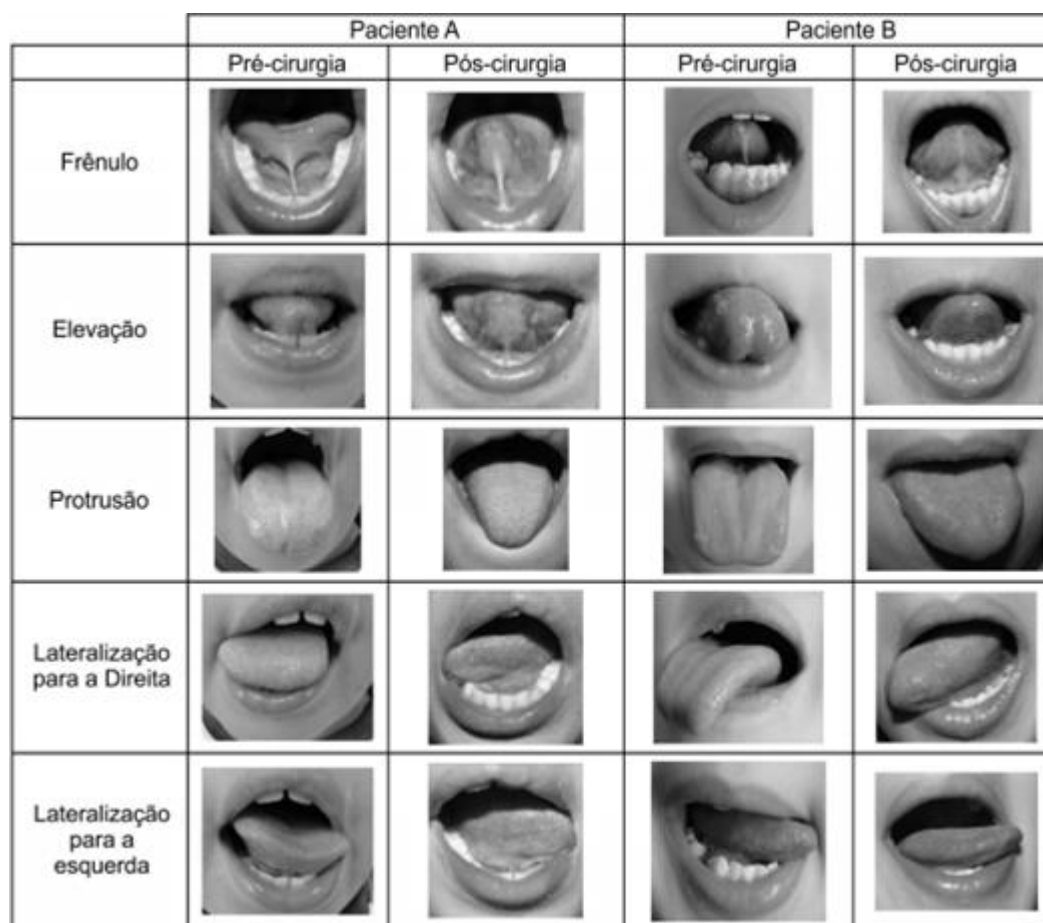 Paciente A
Paciente B
Pré-cirurgia
Pós-cirurgia
Pré-cirurgia
Pós-cirurgia
Frênulo
Elevação
Protrusão
Lateralização
para a Direita
Lateralização
para a
esquerda